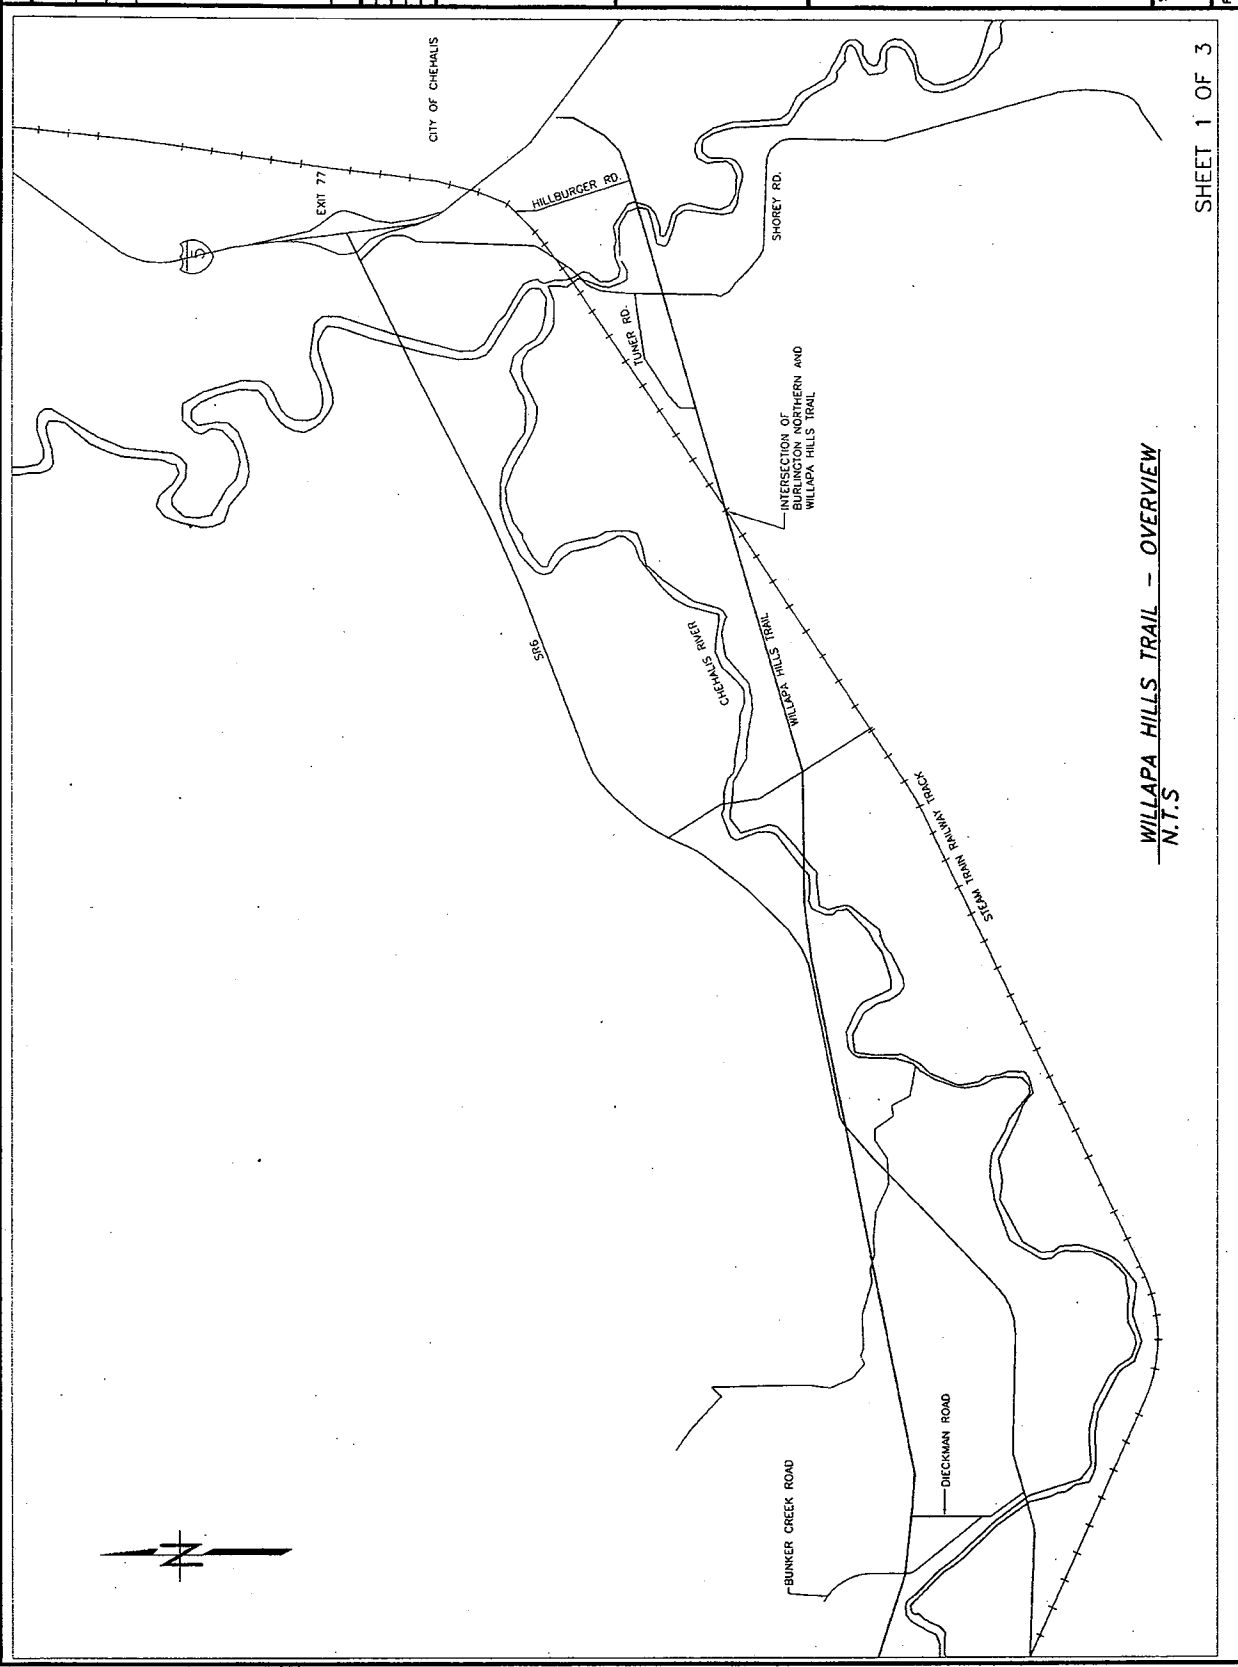 CITY OF CHEHALIS
EXIT 77
5
HILLBURGER RD.
SHOREY RD.
TUNER RD.
INTERSECTION OF
BURLINGTON NORTHERN AND
WILLAPA HILLS TRAIL
SR6
CHEHALIS RIVER
WILLAPA HILLS TRAIL
STEAM TRAIN RAILWAY TRACK
DIECKMAN ROAD
BUNKER CREEK ROAD
N
WILLAPA HILLS TRAIL - OVERVIEW
N.T.S
SHEET 1 OF 3